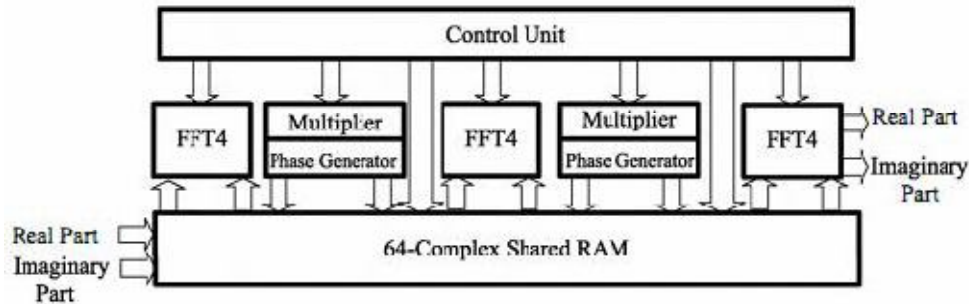 Control Unit
FFT4
Multiplier
Phase Generator
FFT4
Multiplier
Phase Generator
FFT4
Real Part
Imaginary
Part
Real Part
Imaginary
Part
64-Complex Shared RAM